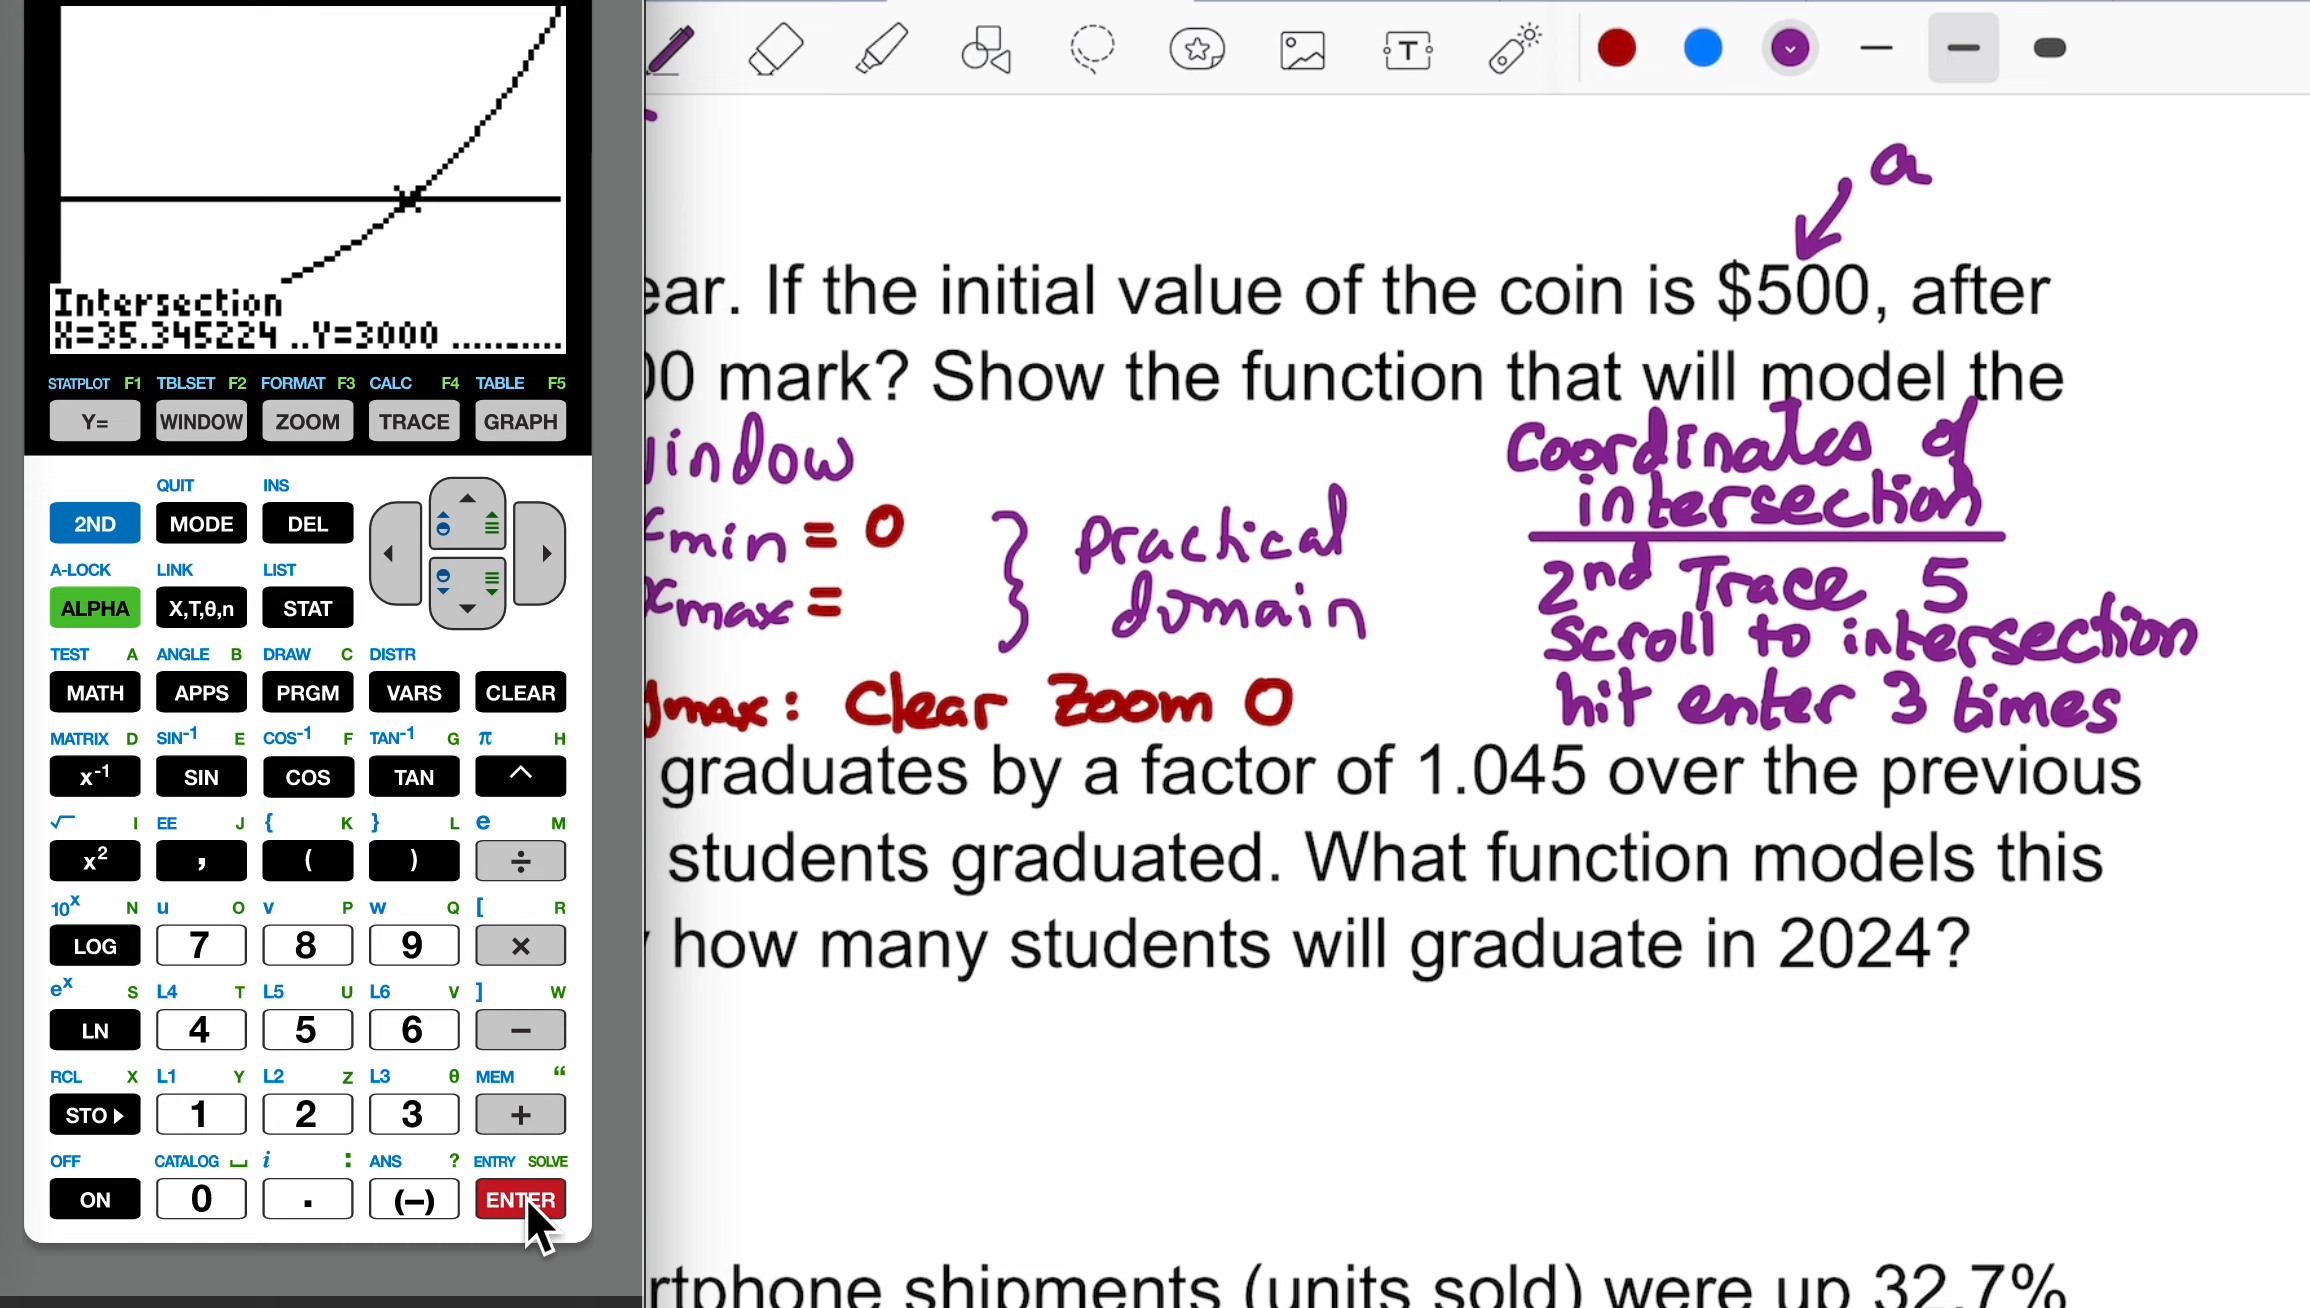 Intersection
X=35.345224 ..Y=3000 ...........
STATPLOT F1 TBLSET F2 FORMAT F3 CALC F4 TABLE F5
Y= WINDOW ZOOM TRACE GRAPH
QUIT INS
2ND MODE DEL
A-LOCK LINK LIST
ALPHA X,T,θ,n STAT
TEST A ANGLE B DRAW C DISTR
MATH APPS PRGM VARS CLEAR
MATRIX D SIN⁻¹ E COS⁻¹ F TAN⁻¹ G π H
x⁻¹ SIN COS TAN ^
√ I EE J { K } L e M
x² , ( ) ÷
10ˣ N u O v P w Q [ R
LOG 7 8 9 ×
eˣ S L4 T L5 U L6 V ] W
LN 4 5 6 −
RCL X L1 Y L2 Z L3 θ MEM “
STO▶ 1 2 3 +
OFF CATALOG ⎵ i : ANS ? ENTRY SOLVE
ON 0 . (−) ENTER
T
a
ear. If the initial value of the coin is $500, after
00 mark? Show the function that will model the
window
xmin = 0 } practical
xmax = domain
ymax: Clear Zoom 0
Coordinates of
intersection
2nd Trace 5
scroll to intersection
hit enter 3 times
graduates by a factor of 1.045 over the previous
students graduated. What function models this
how many students will graduate in 2024?
rtphone shipments (units sold) were up 32.7%